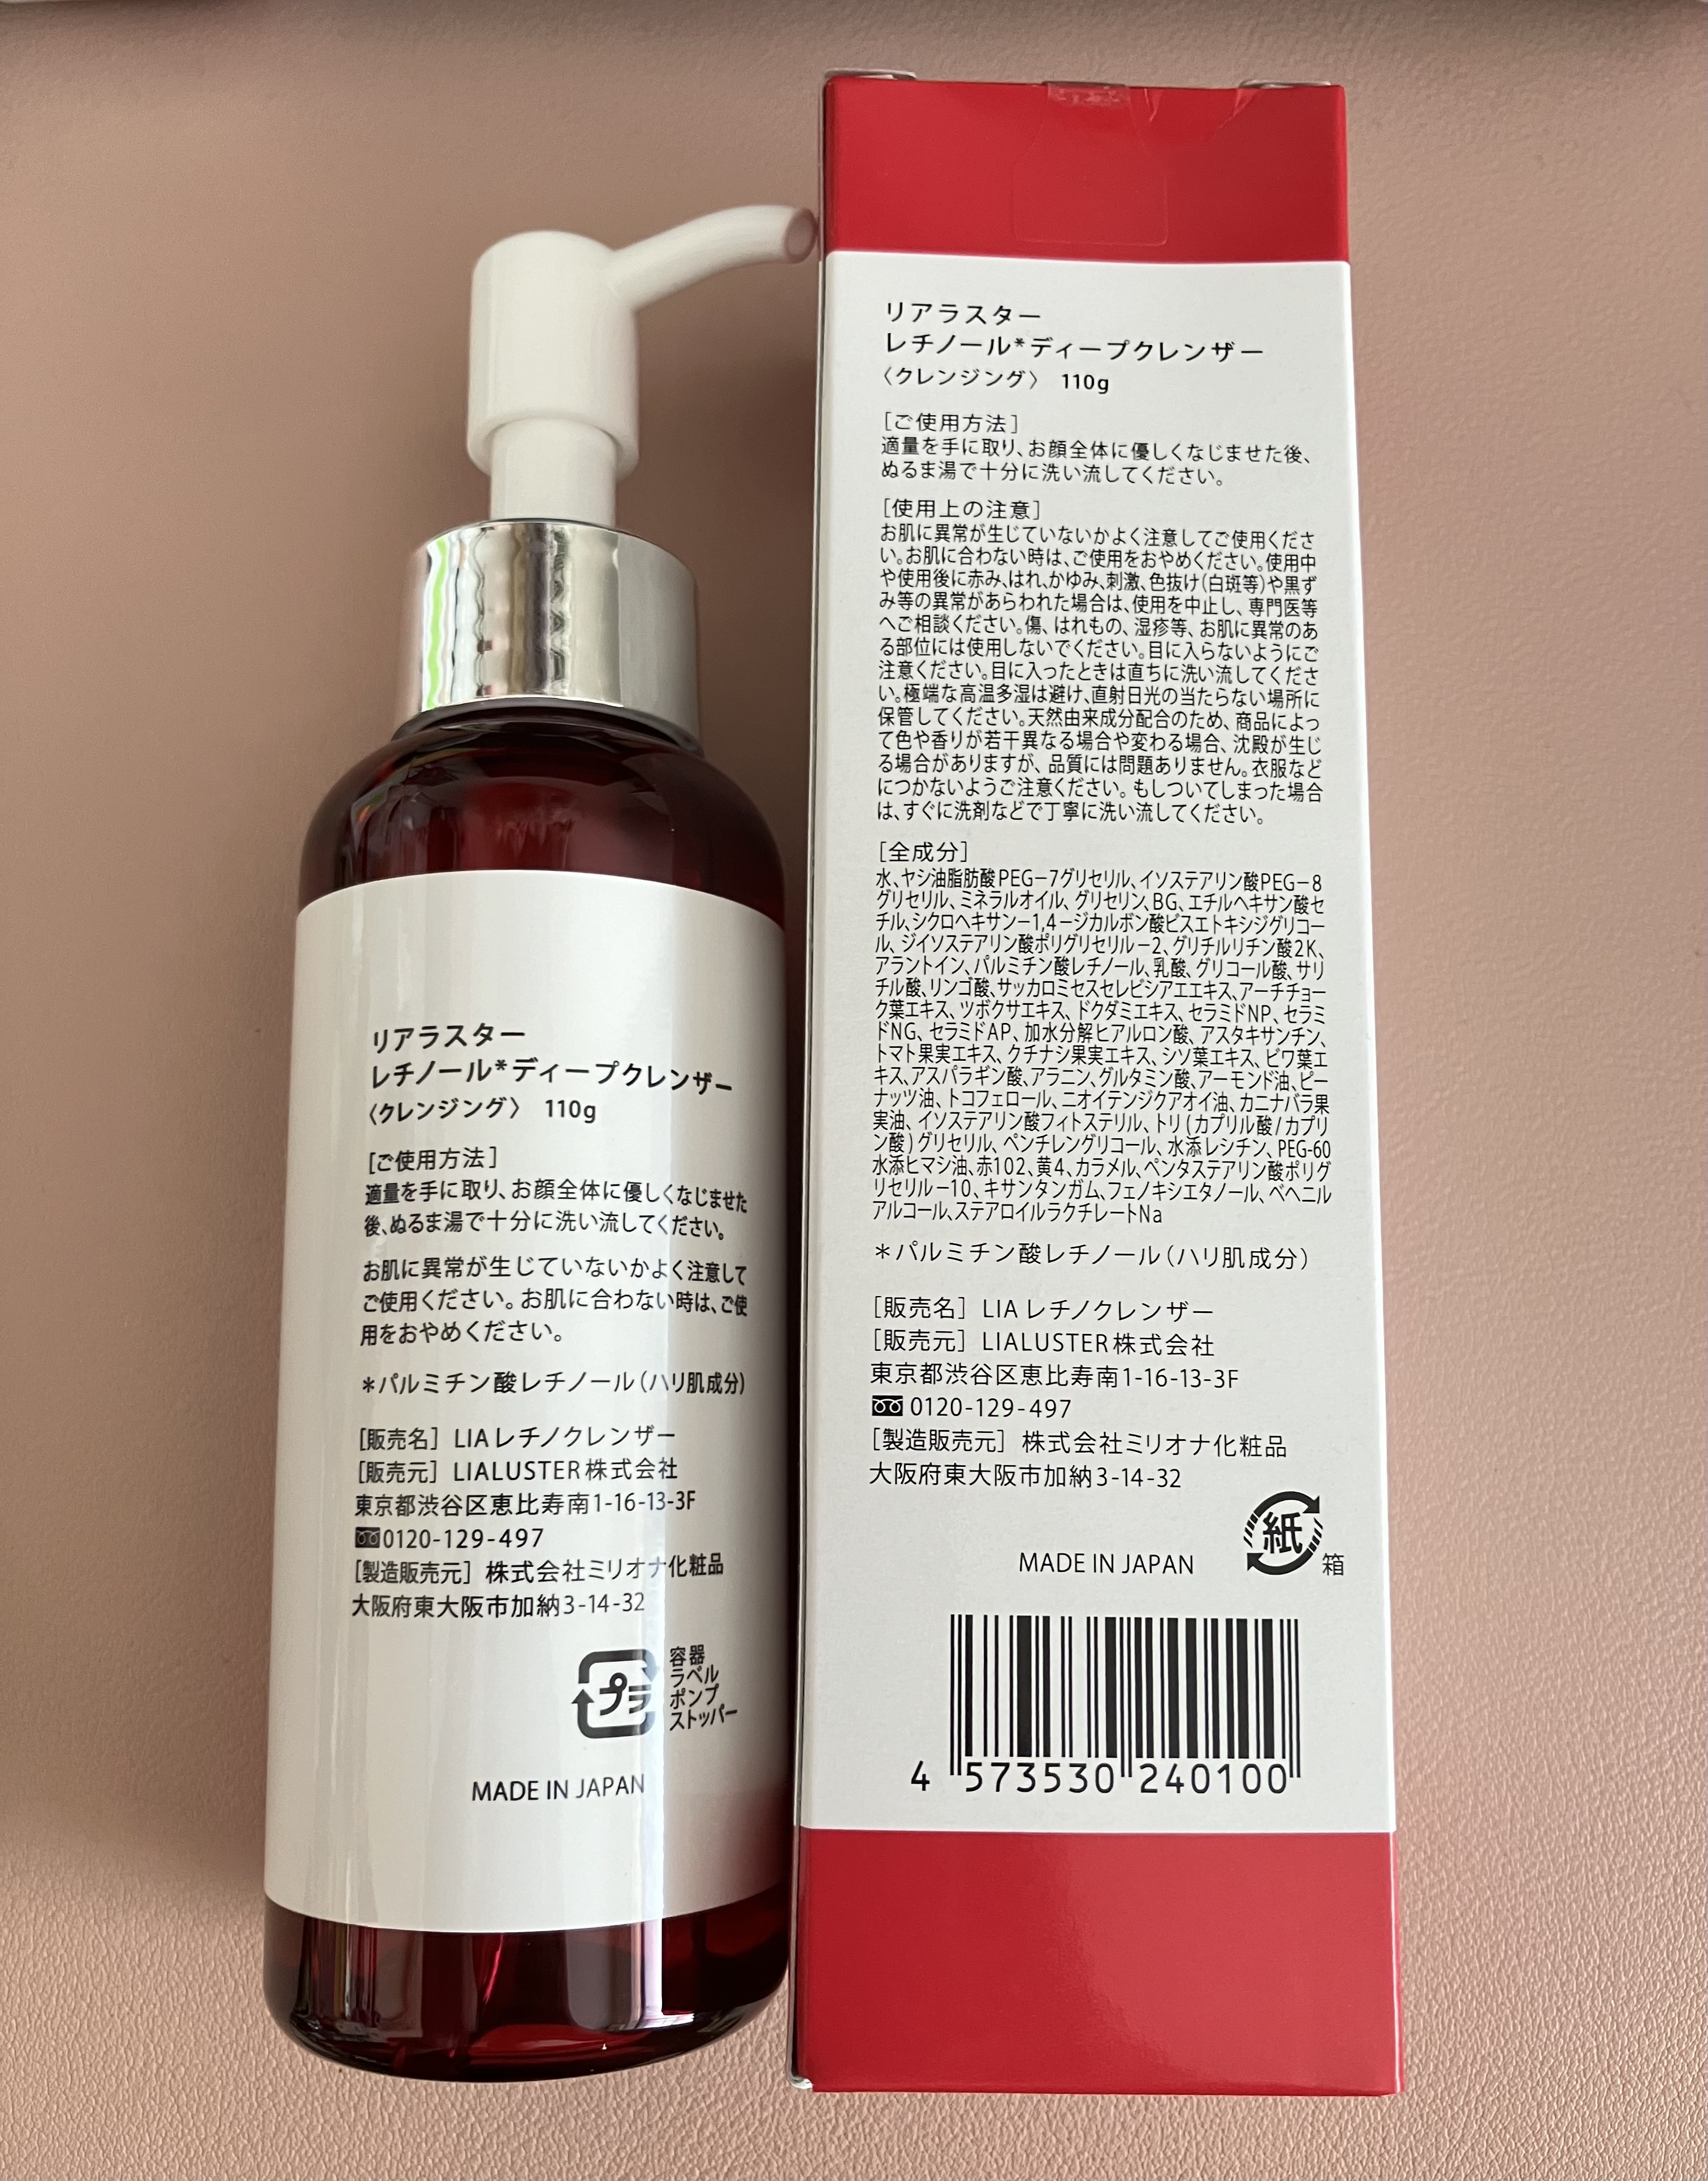 リアラスター
レチノール*ディープクレンザー
〈クレンジング〉 110g
[ご使用方法]
適量を手に取り、お顔全体に優しくなじませた
後、ぬるま湯で十分に洗い流してください。
お肌に異常が生じていないかよく注意して
ご使用ください。お肌に合わない時は、ご使
用をおやめください。
＊パルミチン酸レチノール(ハリ肌成分)
[販売名] LIAレチノクレンザー
[販売元] LIALUSTER株式会社
東京都渋谷区恵比寿南1-16-13-3F
0120-129-497
[製造販売元] 株式会社ミリオナ化粧品
大阪府東大阪市加納3-14-32
プラ
容器
ラベル
ポンプ
ストッパー
MADE IN JAPAN
リアラスター
レチノール*ディープクレンザー
〈クレンジング〉 110g
[ご使用方法]
適量を手に取り、お顔全体に優しくなじませた後、
ぬるま湯で十分に洗い流してください。
[使用上の注意]
お肌に異常が生じていないかよく注意してご使用くださ
い。お肌に合わない時は、ご使用をおやめください。使用中
や使用後に赤み、はれ、かゆみ、刺激、色抜け(白斑等)や黒ず
み等の異常があらわれた場合は、使用を中止し、専門医等
へご相談ください。傷、はれもの、湿疹等、お肌に異常のあ
る部位には使用しないでください。目に入らないようにご
注意ください。目に入ったときは直ちに洗い流してくださ
い。極端な高温多湿は避け、直射日光の当たらない場所に
保管してください。天然由来成分配合のため、商品によっ
て色や香りが若干異なる場合や変わる場合、沈殿が生じ
る場合がありますが、品質には問題ありません。衣服など
につかないようご注意ください。もしついてしまった場合
は、すぐに洗剤などで丁寧に洗い流してください。
[全成分]
水、ヤシ油脂肪酸PEG-7グリセリル、イソステアリン酸PEG-8
グリセリル、ミネラルオイル、グリセリン、BG、エチルヘキサン酸セ
チル、シクロヘキサン-1,4-ジカルボン酸ビスエトキシジグリコー
ル、ジイソステアリン酸ポリグリセリル-2、グリチルリチン酸2K、
アラントイン、パルミチン酸レチノール、乳酸、グリコール酸、サリ
チル酸、リンゴ酸、サッカロミセスセレビシアエエキス、アーチチョー
ク葉エキス、ツボクサエキス、ドクダミエキス、セラミドNP、セラミ
ドNG、セラミドAP、加水分解ヒアルロン酸、アスタキサンチン、
トマト果実エキス、クチナシ果実エキス、シソ葉エキス、ビワ葉エ
キス、アスパラギン酸、アラニン、グルタミン酸、アーモンド油、ピー
ナッツ油、トコフェロール、ニオイテンジクアオイ油、カニナバラ果
実油、イソステアリン酸フィトステリル、トリ(カプリル酸/カプリ
ン酸)グリセリル、ペンチレングリコール、水添レシチン、PEG-60
水添ヒマシ油、赤102、黄4、カラメル、ペンタステアリン酸ポリグ
リセリル-10、キサンタンガム、フェノキシエタノール、ベヘニル
アルコール、ステアロイルラクチレートNa
＊パルミチン酸レチノール(ハリ肌成分)
[販売名] LIAレチノクレンザー
[販売元] LIALUSTER株式会社
東京都渋谷区恵比寿南1-16-13-3F
0120-129-497
[製造販売元] 株式会社ミリオナ化粧品
大阪府東大阪市加納3-14-32
MADE IN JAPAN
紙
箱
4 573530 240100